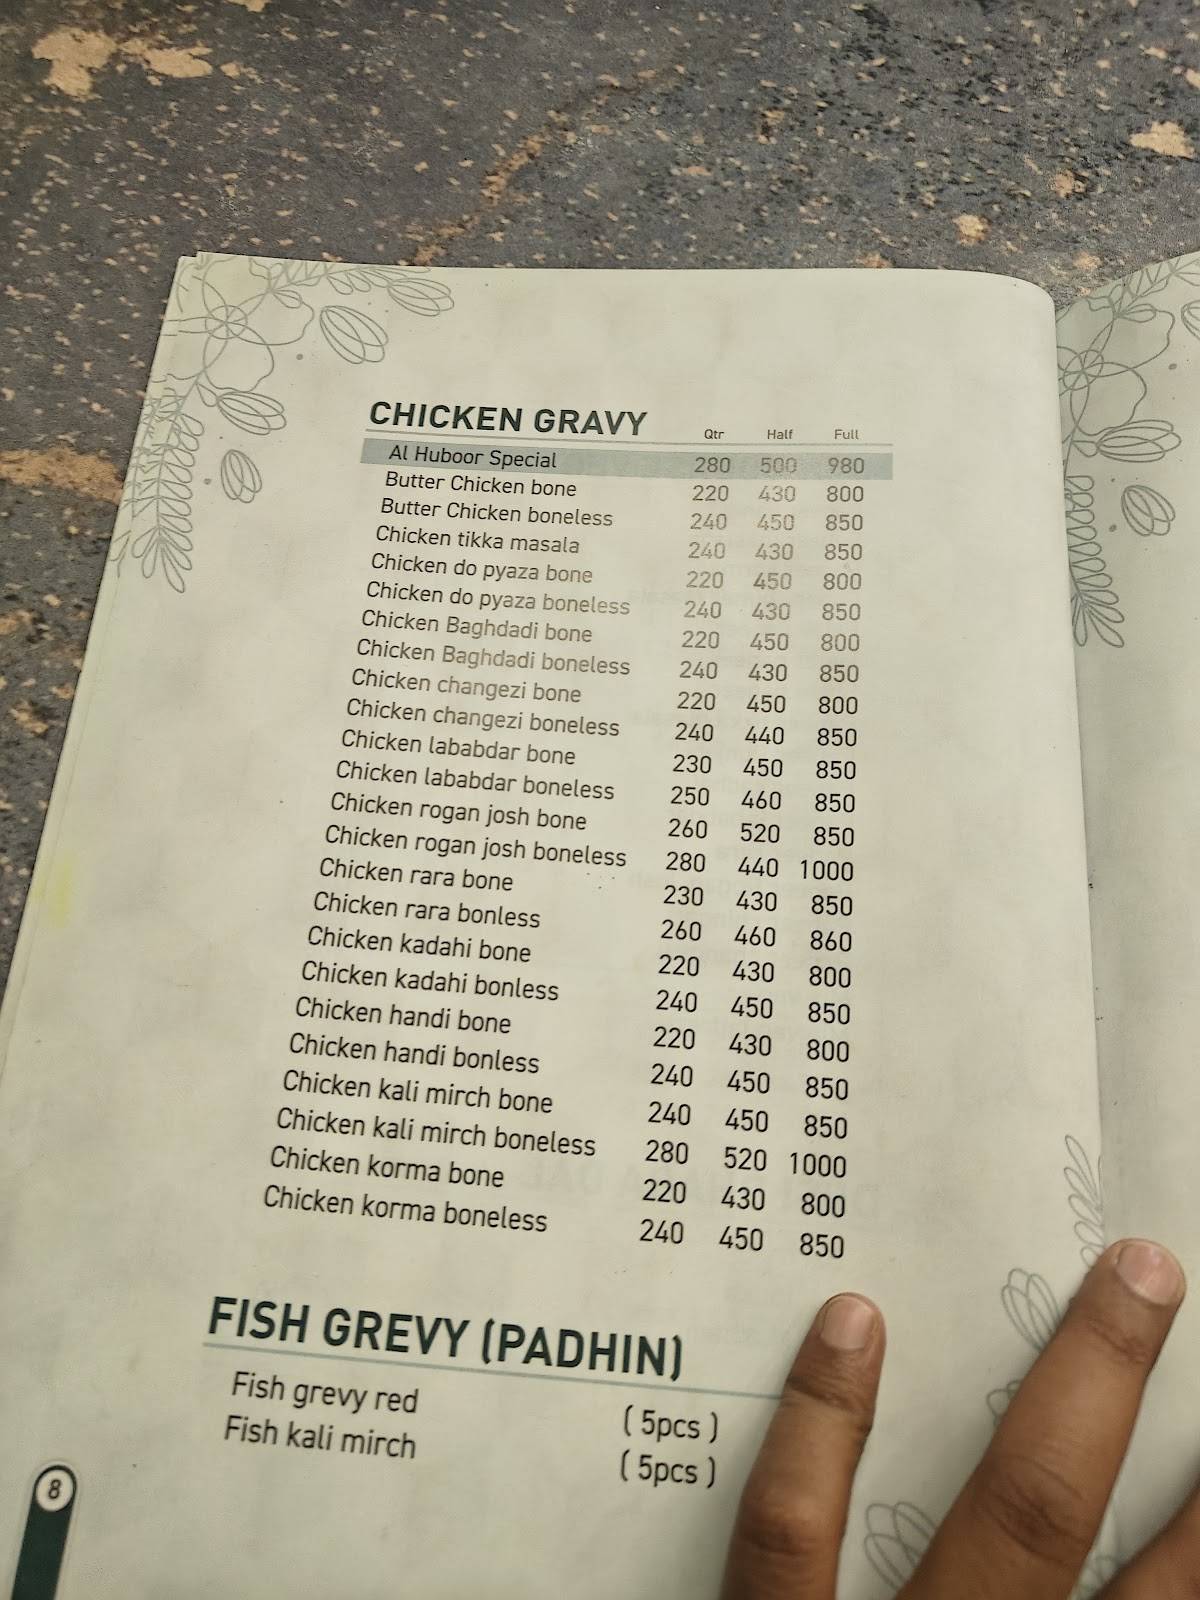 CHICKEN GRAVY Qtr Half Full
Al Huboor Special 280 500 980
Butter Chicken bone 220 430 800
Butter Chicken boneless 240 450 850
Chicken tikka masala 240 430 850
Chicken do pyaza bone 220 450 800
Chicken do pyaza boneless 240 430 850
Chicken Baghdadi bone 220 450 800
Chicken Baghdadi boneless 240 430 850
Chicken changezi bone 220 450 800
Chicken changezi boneless 240 440 850
Chicken lababdar bone 230 450 850
Chicken lababdar boneless 250 460 850
Chicken rogan josh bone 260 520 850
Chicken rogan josh boneless 280 440 1000
Chicken rara bone 230 430 850
Chicken rara bonless 260 460 860
Chicken kadahi bone 220 430 800
Chicken kadahi bonless 240 450 850
Chicken handi bone 220 430 800
Chicken handi bonless 240 450 850
Chicken kali mirch bone 240 450 850
Chicken kali mirch boneless 280 520 1000
Chicken korma bone 220 430 800
Chicken korma boneless 240 450 850
FISH GREVY (PADHIN)
Fish grevy red ( 5pcs )
Fish kali mirch ( 5pcs )
8